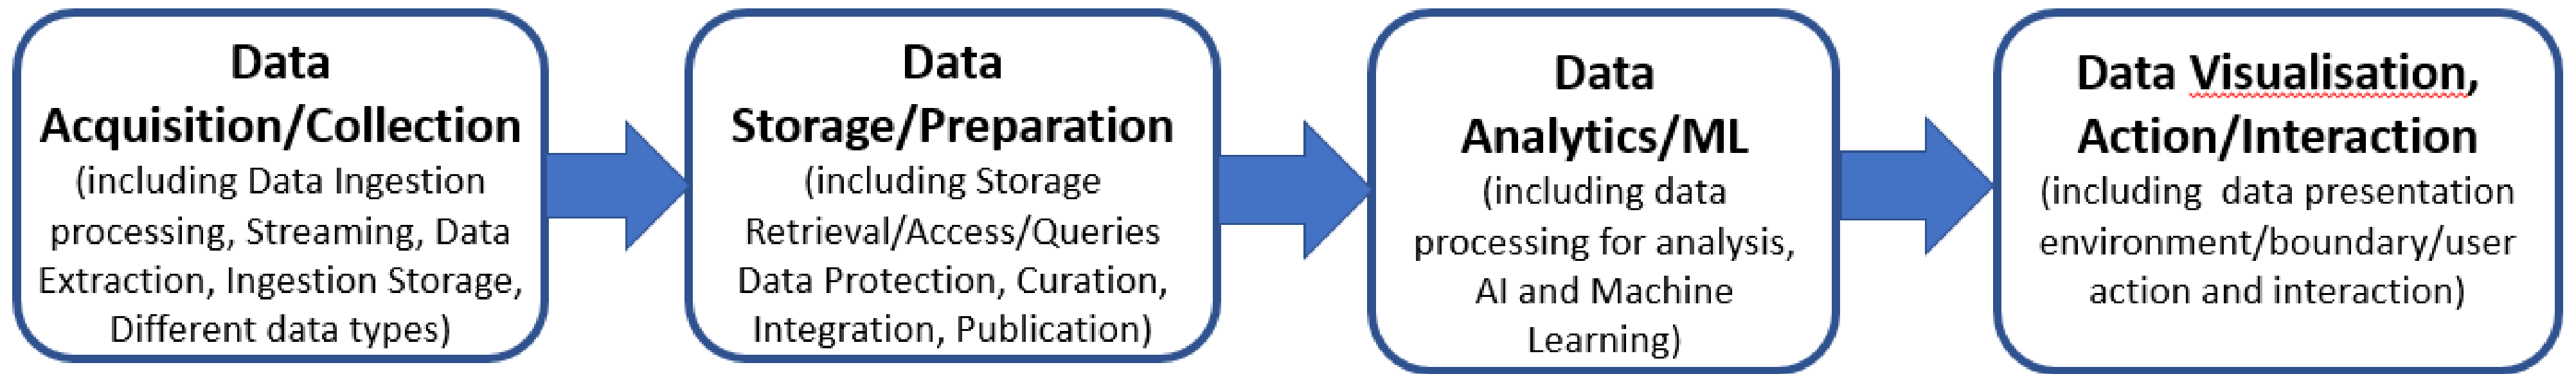 Data
Acquisition/Collection
(including Data Ingestion
processing, Streaming, Data
Extraction, Ingestion Storage,
Different data types)
Data
Storage/Preparation
(including Storage
Retrieval/Access/Queries
Data Protection, Curation,
Integration, Publication)
Data
Analytics/ML
(including data
processing for analysis,
AI and Machine
Learning)
Data Visualisation,
Action/Interaction
(including  data presentation
environment/boundary/user
action and interaction)